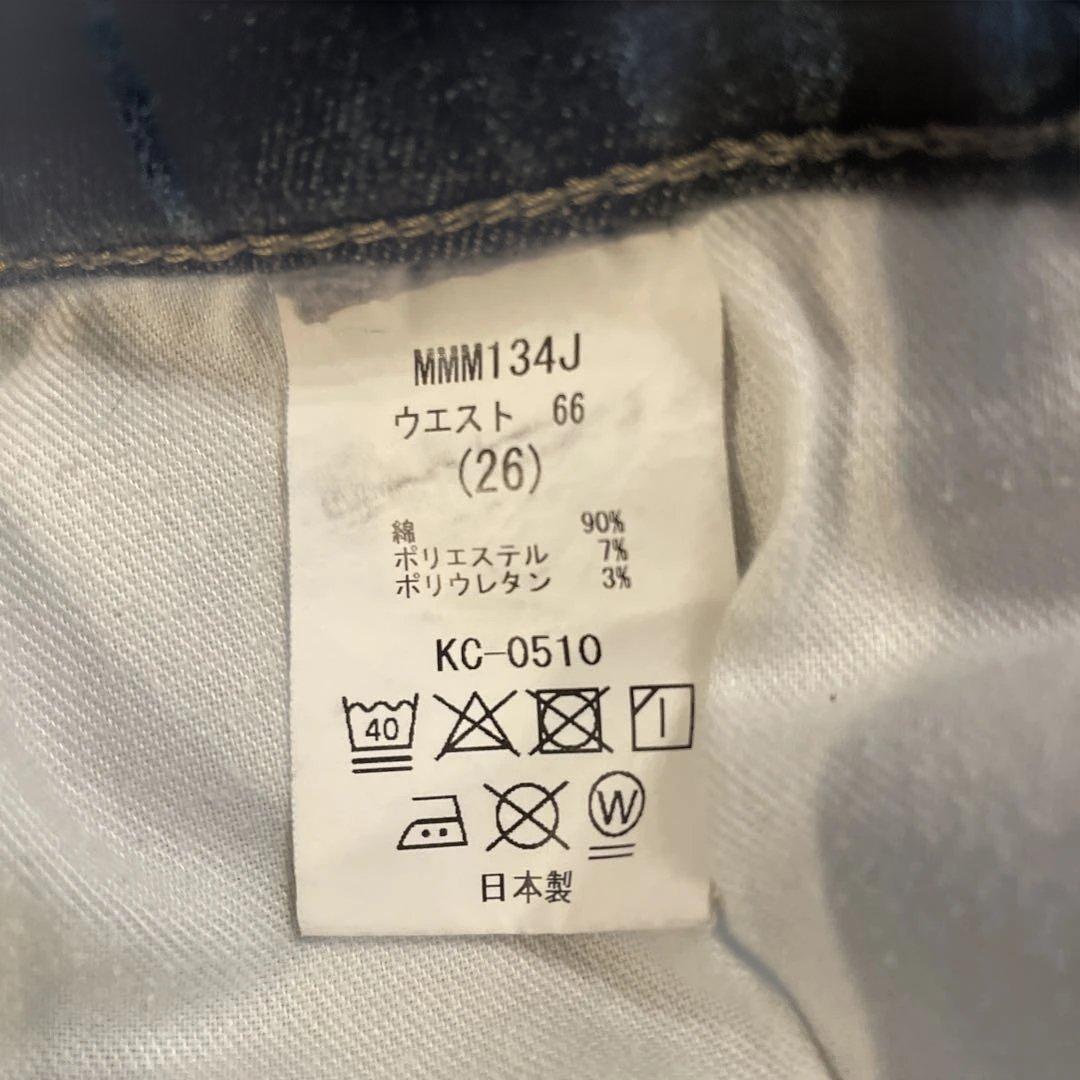 MMM134J
ウエスト 66
(26)
綿 90%
ポリエステル 7%
ポリウレタン 3%
KC-0510
40
W
日本製